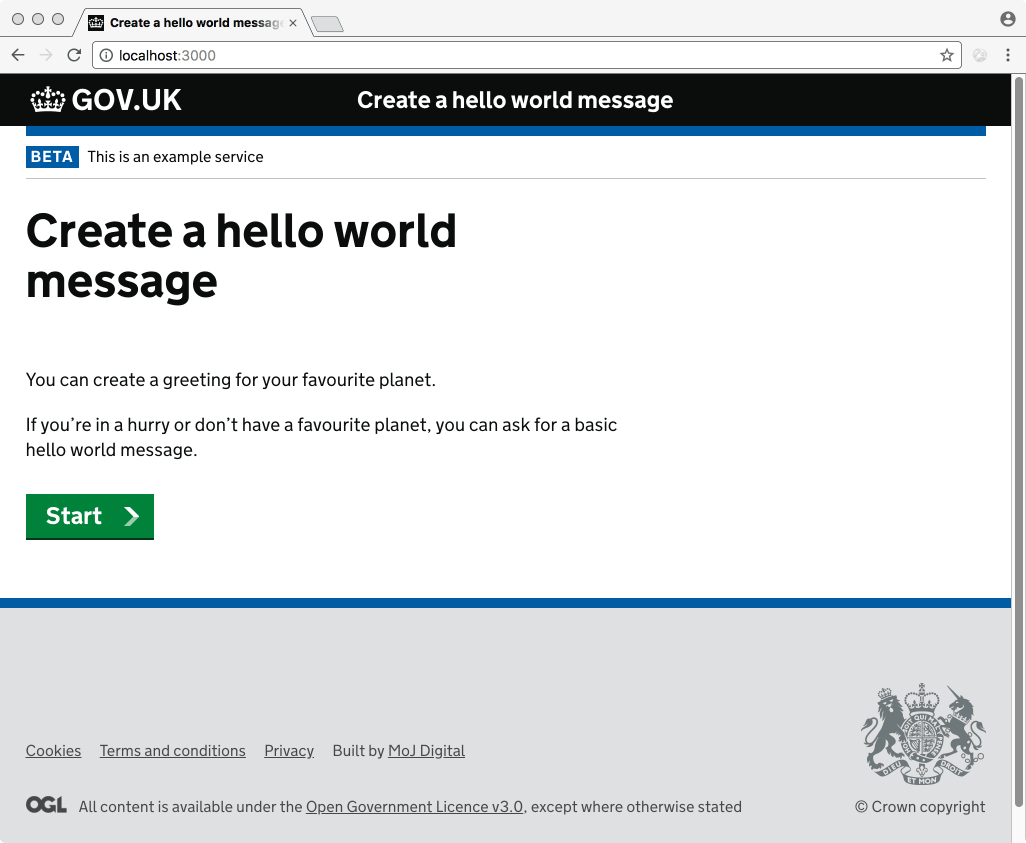 Create a hello world messag
localhost:3000
GOV.UK
Create a hello world message
BETA This is an example service
Create a hello world
message
You can create a greeting for your favourite planet.
If you’re in a hurry or don’t have a favourite planet, you can ask for a basic
hello world message.
Start
Cookies Terms and conditions Privacy Built by MoJ Digital
OGL All content is available under the Open Government Licence v3.0, except where otherwise stated
DIEU ET MON DROIT
© Crown copyright